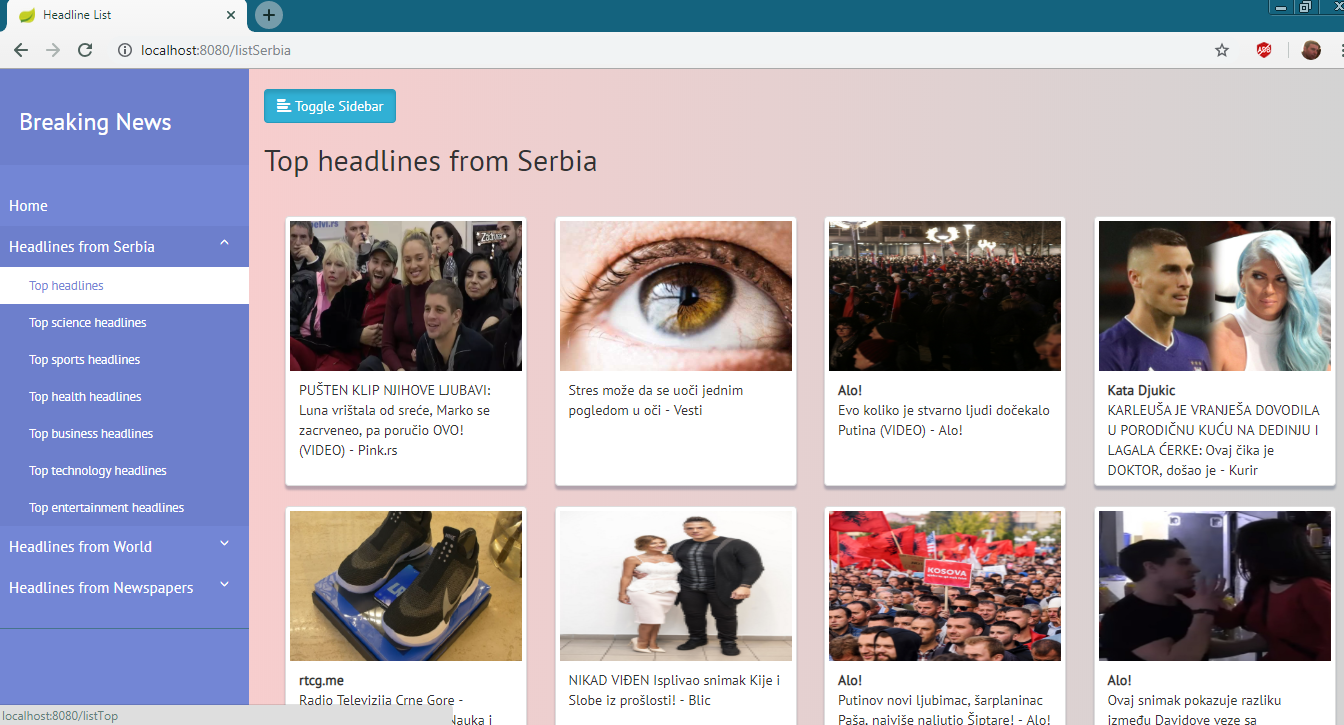 Headline List
localhost:8080/listSerbia
ABP
Breaking News
Home
Headlines from Serbia
Top headlines
Top science headlines
Top sports headlines
Top health headlines
Top business headlines
Top technology headlines
Top entertainment headlines
Headlines from World
Headlines from Newspapers
localhost:8080/listTop
Toggle Sidebar
Top headlines from Serbia
PUŠTEN KLIP NJIHOVE LJUBAVI:
Luna vrištala od sreće, Marko se
zacrveneo, pa poručio OVO!
(VIDEO) - Pink.rs
Stres može da se uoči jednim
pogledom u oči - Vesti
Alo!
Evo koliko je stvarno ljudi dočekalo
Putina (VIDEO) - Alo!
Kata Djukic
KARLEUŠA JE VRANJEŠA DOVODILA
U PORODIČNU KUĆU NA DEDINJU I
LAGALA ĆERKE: Ovaj čika je
DOKTOR, došao je - Kurir
rtcg.me
Radio Televizija Crne Gore -
Nauka i
NIKAD VIĐEN Isplivao snimak Kije i
Slobe iz prošlosti! - Blic
KOSOVA
Alo!
Putinov novi ljubimac, šarplaninac
Paša, najviše naljutio Šiptare! - Alo!
Alo!
Ovaj snimak pokazuje razliku
između Davidove veze sa